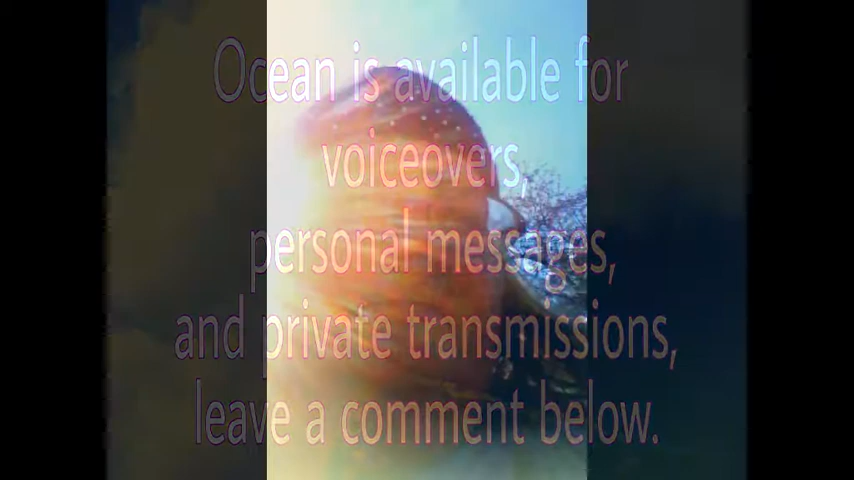 Ocean is available for
voiceovers,
personal messages,
and private transmissions,
leave a comment below.